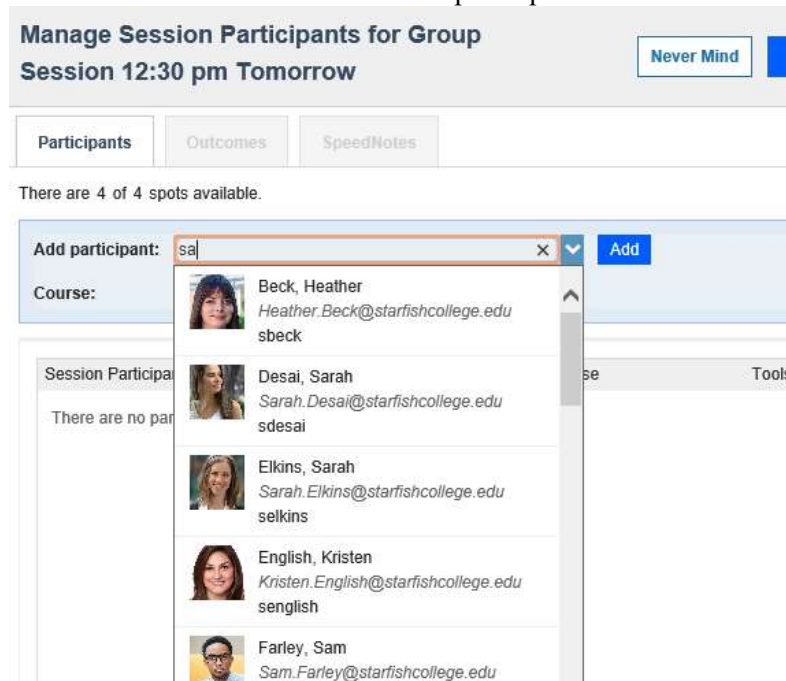 Manage Session Participants for Group
Session 12:30 pm Tomorrow
Never Mind
Participants
Outcomes
SpeedNotes
There are 4 of 4 spots available.
Add participant: sa
Add
Course:
Beck, Heather
Heather.Beck@starfishcollege.edu
sbeck
Session Participa
se
Tools
Desai, Sarah
Sarah.Desai@starfishcollege.edu
sdesai
There are no par
Elkins, Sarah
Sarah.Elkins@starfishcollege.edu
selkins
English, Kristen
Kristen.English@starfishcollege.edu
senglish
Farley, Sam
Sam.Farley@starfishcollege.edu